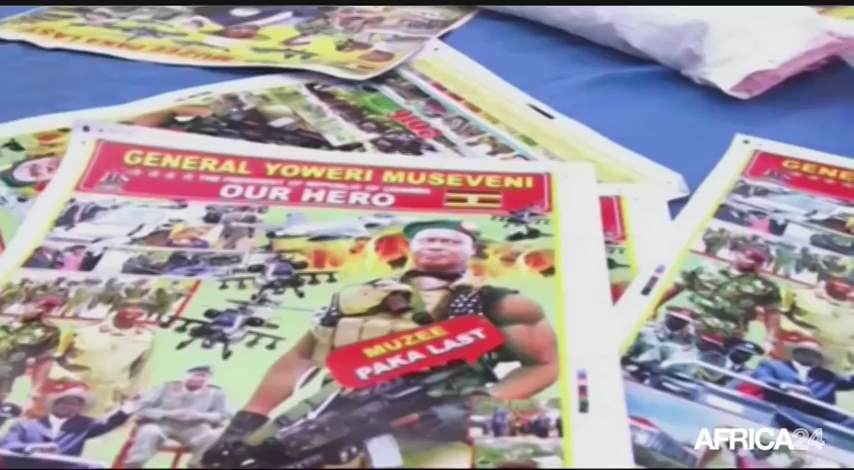 GENERAL YOWERI MUSEVENI
OUR HERO
MUZEE
PAKA LAST
GENE
AFRICA24